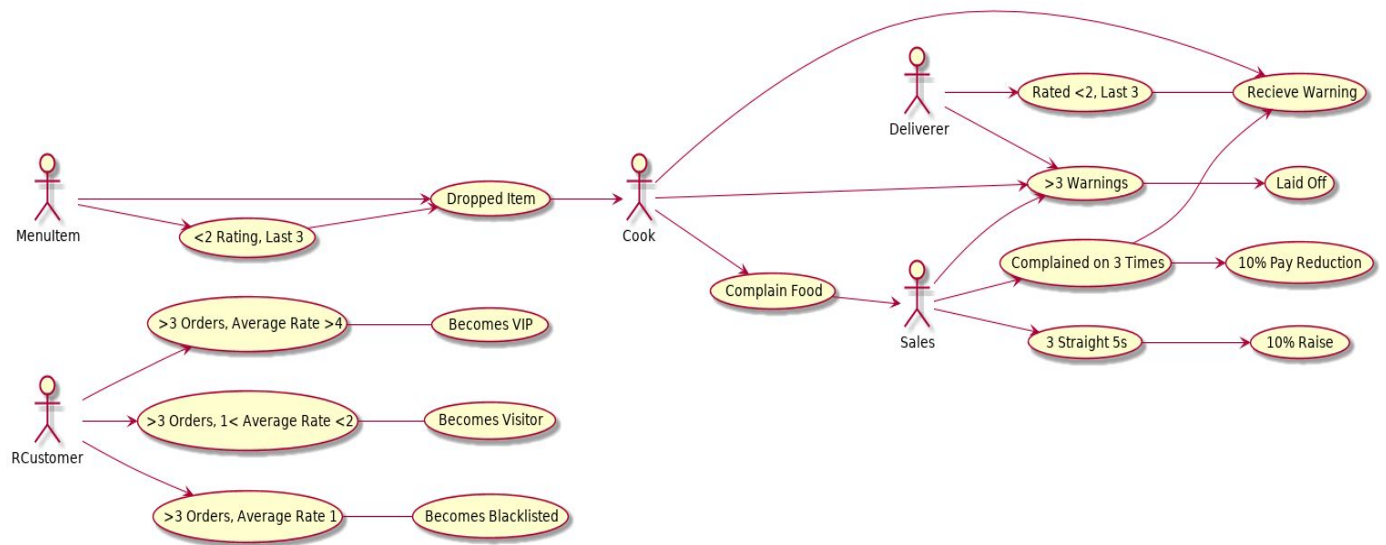 Deliverer
Rated <2, Last 3
Recieve Warning
MenuItem
Dropped Item
<2 Rating, Last 3
Cook
>3 Warnings
Laid Off
Complain Food
Sales
Complained on 3 Times
10% Pay Reduction
3 Straight 5s
10% Raise
RCustomer
>3 Orders, Average Rate >4
Becomes VIP
>3 Orders, 1< Average Rate <2
Becomes Visitor
>3 Orders, Average Rate 1
Becomes Blacklisted